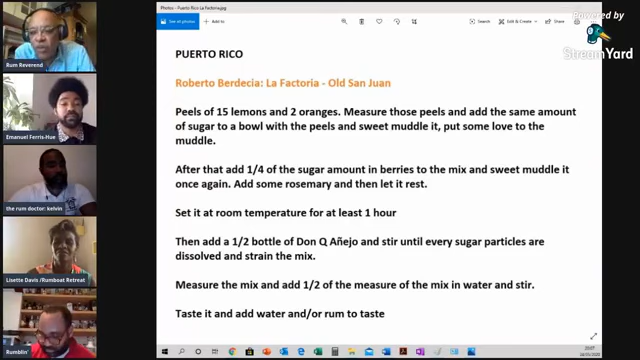 Photos - Puerto Rico La Factoria.jpg
See all photos
Add to
Search
Edit & Create
Share
Powered by
StreamYard
PUERTO RICO
Roberto Berdecia: La Factoria - Old San Juan
Peels of 15 lemons and 2 oranges. Measure those peels and add the same amount
of sugar to a bowl with the peels and sweet muddle it, put some love to the
muddle.
After that add 1/4 of the sugar amount in berries to the mix and sweet muddle it
once again. Add some rosemary and then let it rest.
Set it at room temperature for at least 1 hour
Then add a 1/2 bottle of Don Q Añejo and stir until every sugar particles are
dissolved and strain the mix.
Measure the mix and add 1/2 of the measure of the mix in water and stir.
Taste it and add water and/or rum to taste
Rum Reverend
Emanuel Ferris-Hue
the rum doctor: kelvin
Lisette Davis /Rumboat Retreat